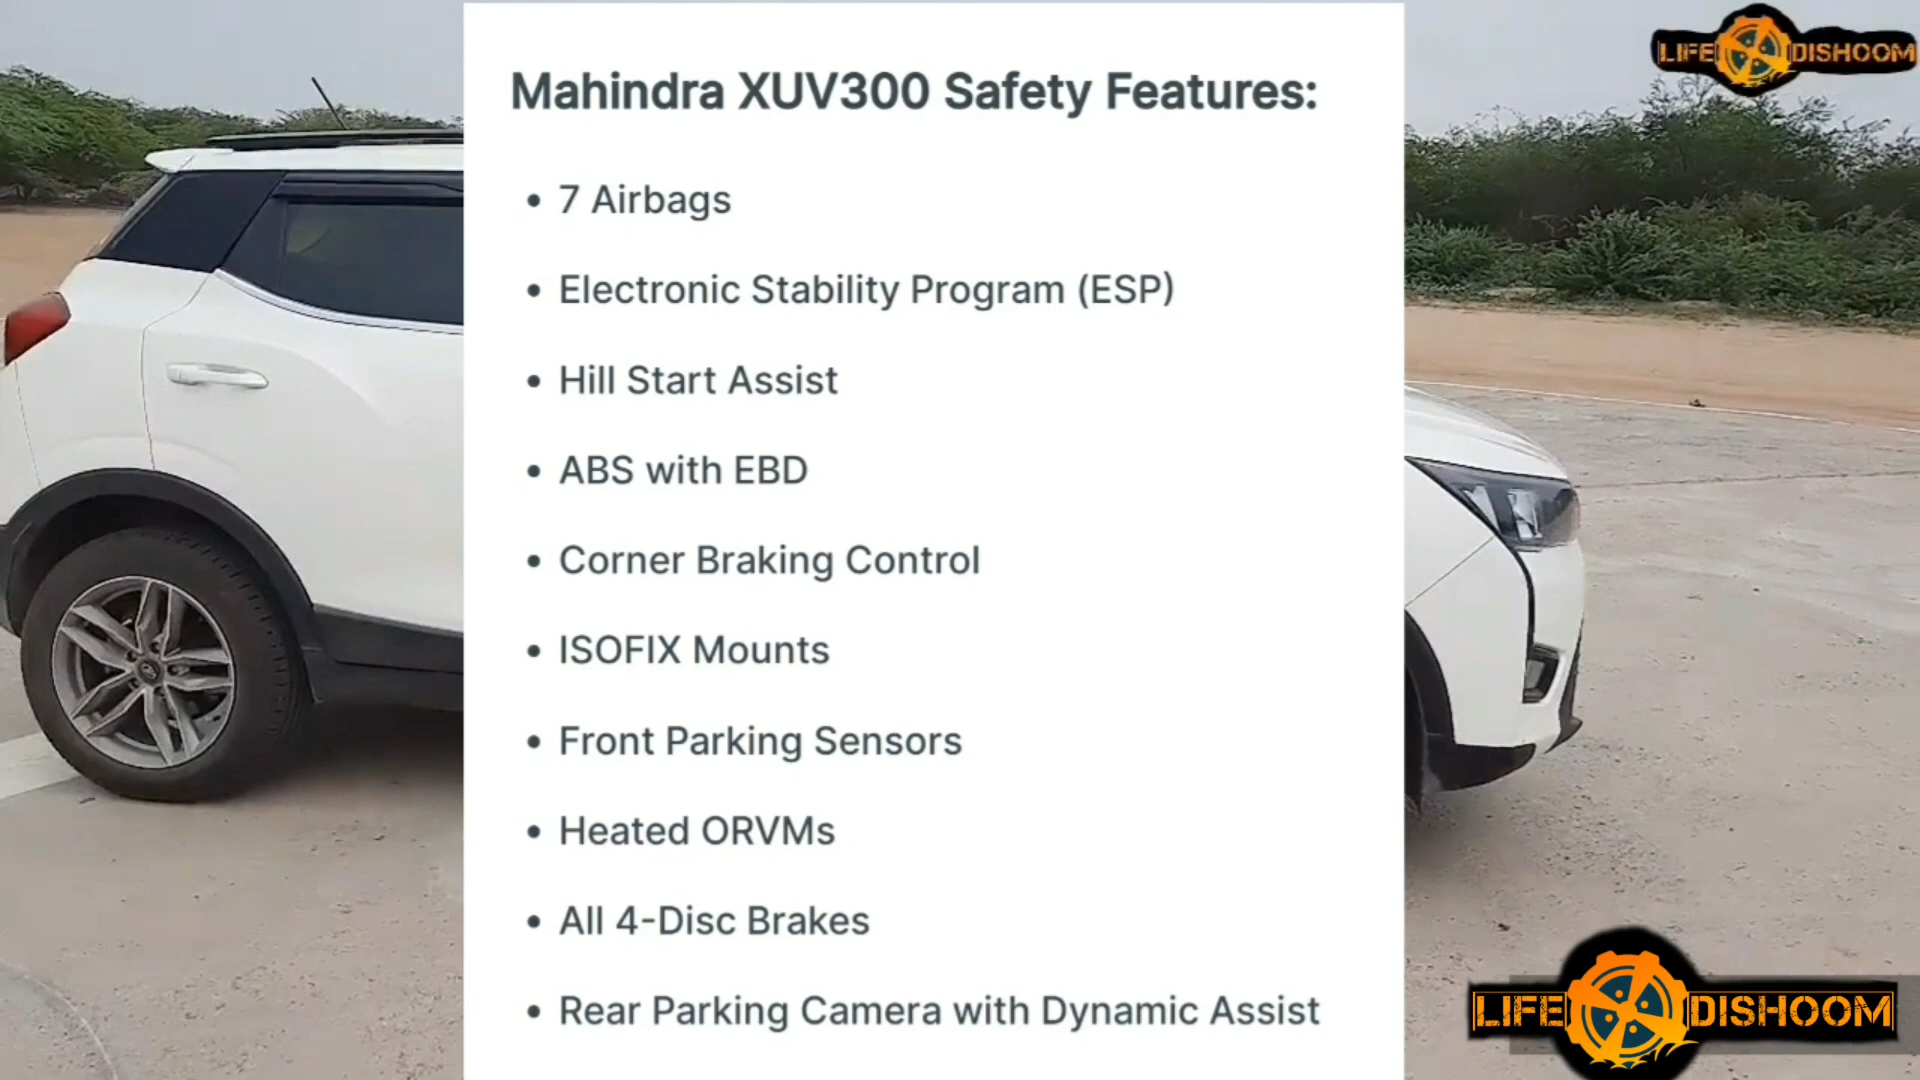 LIFE DISHOOM
Mahindra XUV300 Safety Features:
• 7 Airbags
• Electronic Stability Program (ESP)
• Hill Start Assist
• ABS with EBD
• Corner Braking Control
• ISOFIX Mounts
• Front Parking Sensors
• Heated ORVMs
• All 4-Disc Brakes
• Rear Parking Camera with Dynamic Assist
LIFE DISHOOM